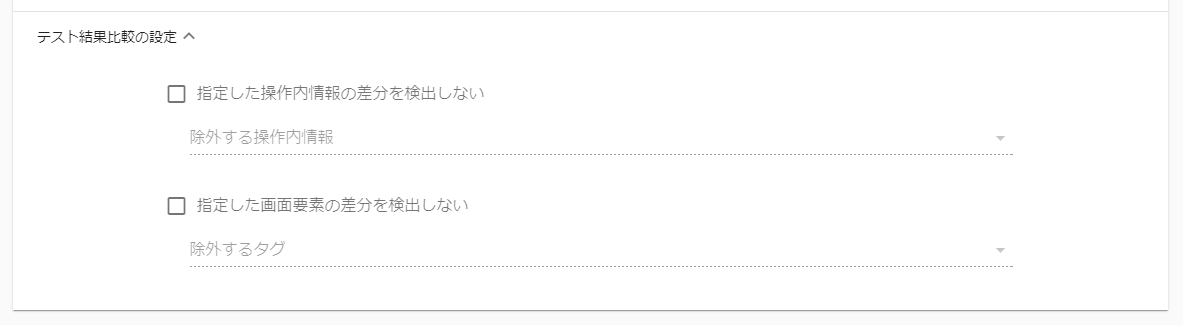 テスト結果比較の設定
指定した操作内情報の差分を検出しない
除外する操作内情報
指定した画面要素の差分を検出しない
除外するタグ